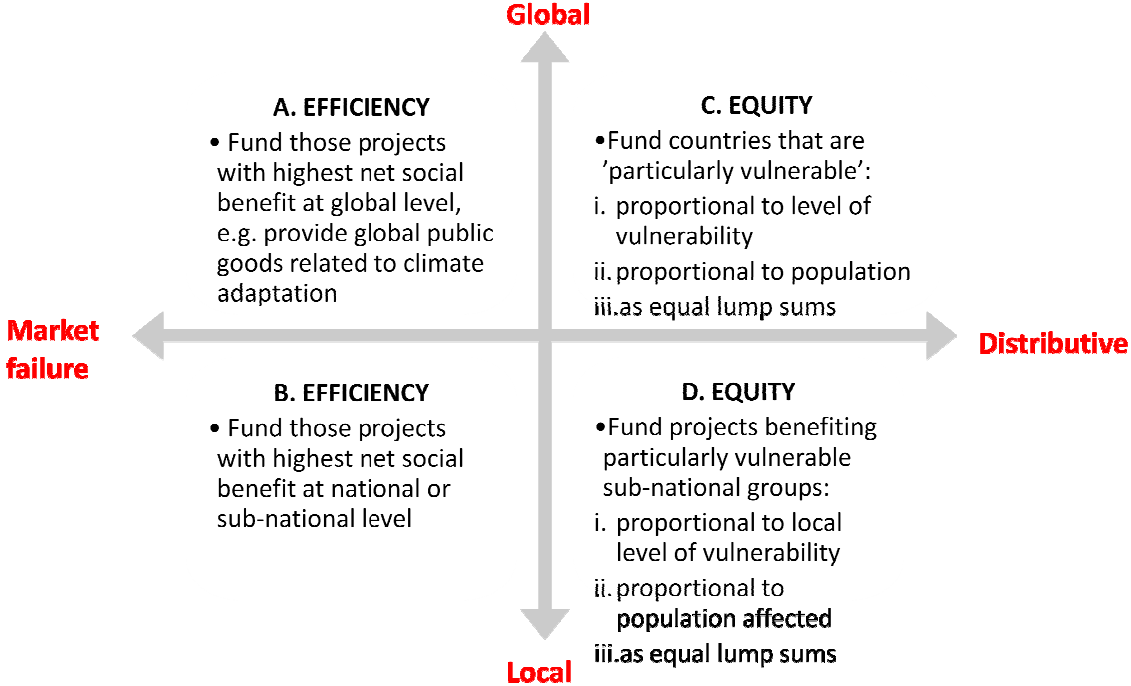 Global
A. EFFICIENCY
• Fund those projects
with highest net social
benefit at global level,
e.g. provide global public
goods related to climate
adaptation
C. EQUITY
•Fund countries that are
’particularly vulnerable’:
i. proportional to level of
vulnerability
ii. proportional to population
iii.as equal lump sums
Market
failure
Distributive
B. EFFICIENCY
• Fund those projects
with highest net social
benefit at national or
sub-national level
D. EQUITY
•Fund projects benefiting
particularly vulnerable
sub-national groups:
i. proportional to local
level of vulnerability
ii. proportional to
population affected
iii.as equal lump sums
Local